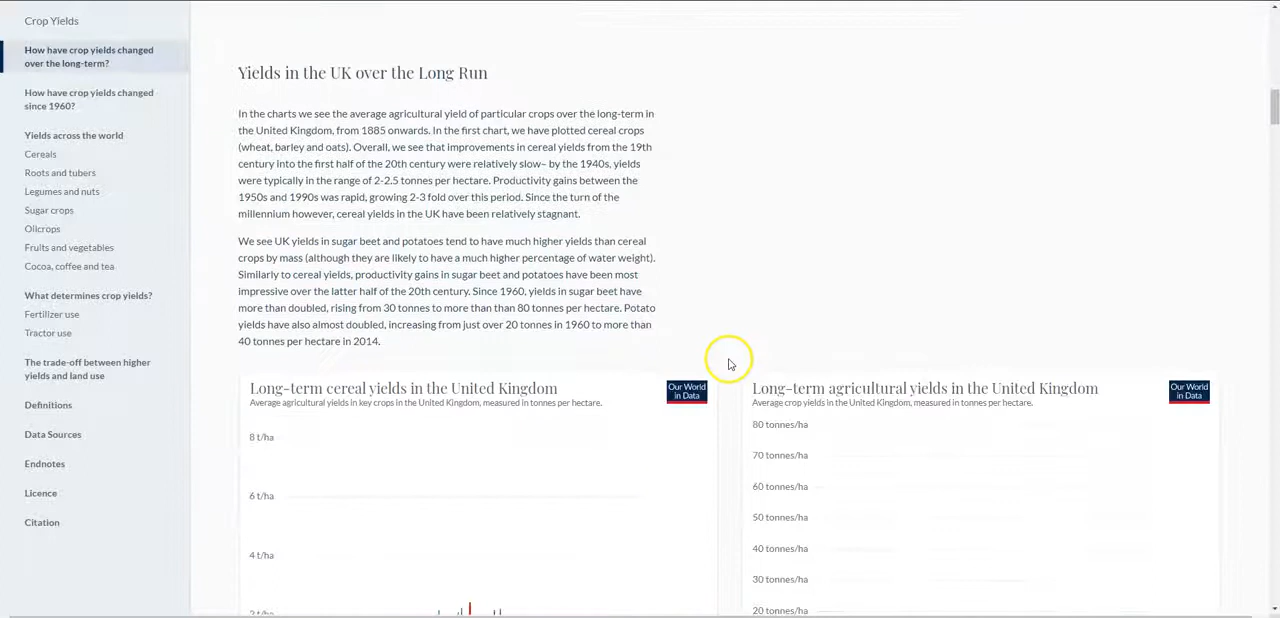 Crop Yields
How have crop yields changed
over the long-term?
How have crop yields changed
since 1960?
Yields across the world
Cereals
Roots and tubers
Legumes and nuts
Sugar crops
Oilcrops
Fruits and vegetables
Cocoa, coffee and tea
What determines crop yields?
Fertilizer use
Tractor use
The trade-off between higher
yields and land use
Definitions
Data Sources
Endnotes
Licence
Citation
Yields in the UK over the Long Run
In the charts we see the average agricultural yield of particular crops over the long-term in
the United Kingdom, from 1885 onwards. In the first chart, we have plotted cereal crops
(wheat, barley and oats). Overall, we see that improvements in cereal yields from the 19th
century into the first half of the 20th century were relatively slow– by the 1940s, yields
were typically in the range of 2-2.5 tonnes per hectare. Productivity gains between the
1950s and 1990s was rapid, growing 2-3 fold over this period. Since the turn of the
millennium however, cereal yields in the UK have been relatively stagnant.
We see UK yields in sugar beet and potatoes tend to have much higher yields than cereal
crops by mass (although they are likely to have a much higher percentage of water weight).
Similarly to cereal yields, productivity gains in sugar beet and potatoes have been most
impressive over the latter half of the 20th century. Since 1960, yields in sugar beet have
more than doubled, rising from 30 tonnes to more than than 80 tonnes per hectare. Potato
yields have also almost doubled, increasing from just over 20 tonnes in 1960 to more than
40 tonnes per hectare in 2014.
Long-term cereal yields in the United Kingdom
Average agricultural yields in key crops in the United Kingdom, measured in tonnes per hectare.
Our World
in Data
8 t/ha
6 t/ha
4 t/ha
2 t/ha
Long-term agricultural yields in the United Kingdom
Average crop yields in the United Kingdom, measured in tonnes per hectare.
Our World
in Data
80 tonnes/ha
70 tonnes/ha
60 tonnes/ha
50 tonnes/ha
40 tonnes/ha
30 tonnes/ha
20 tonnes/ha